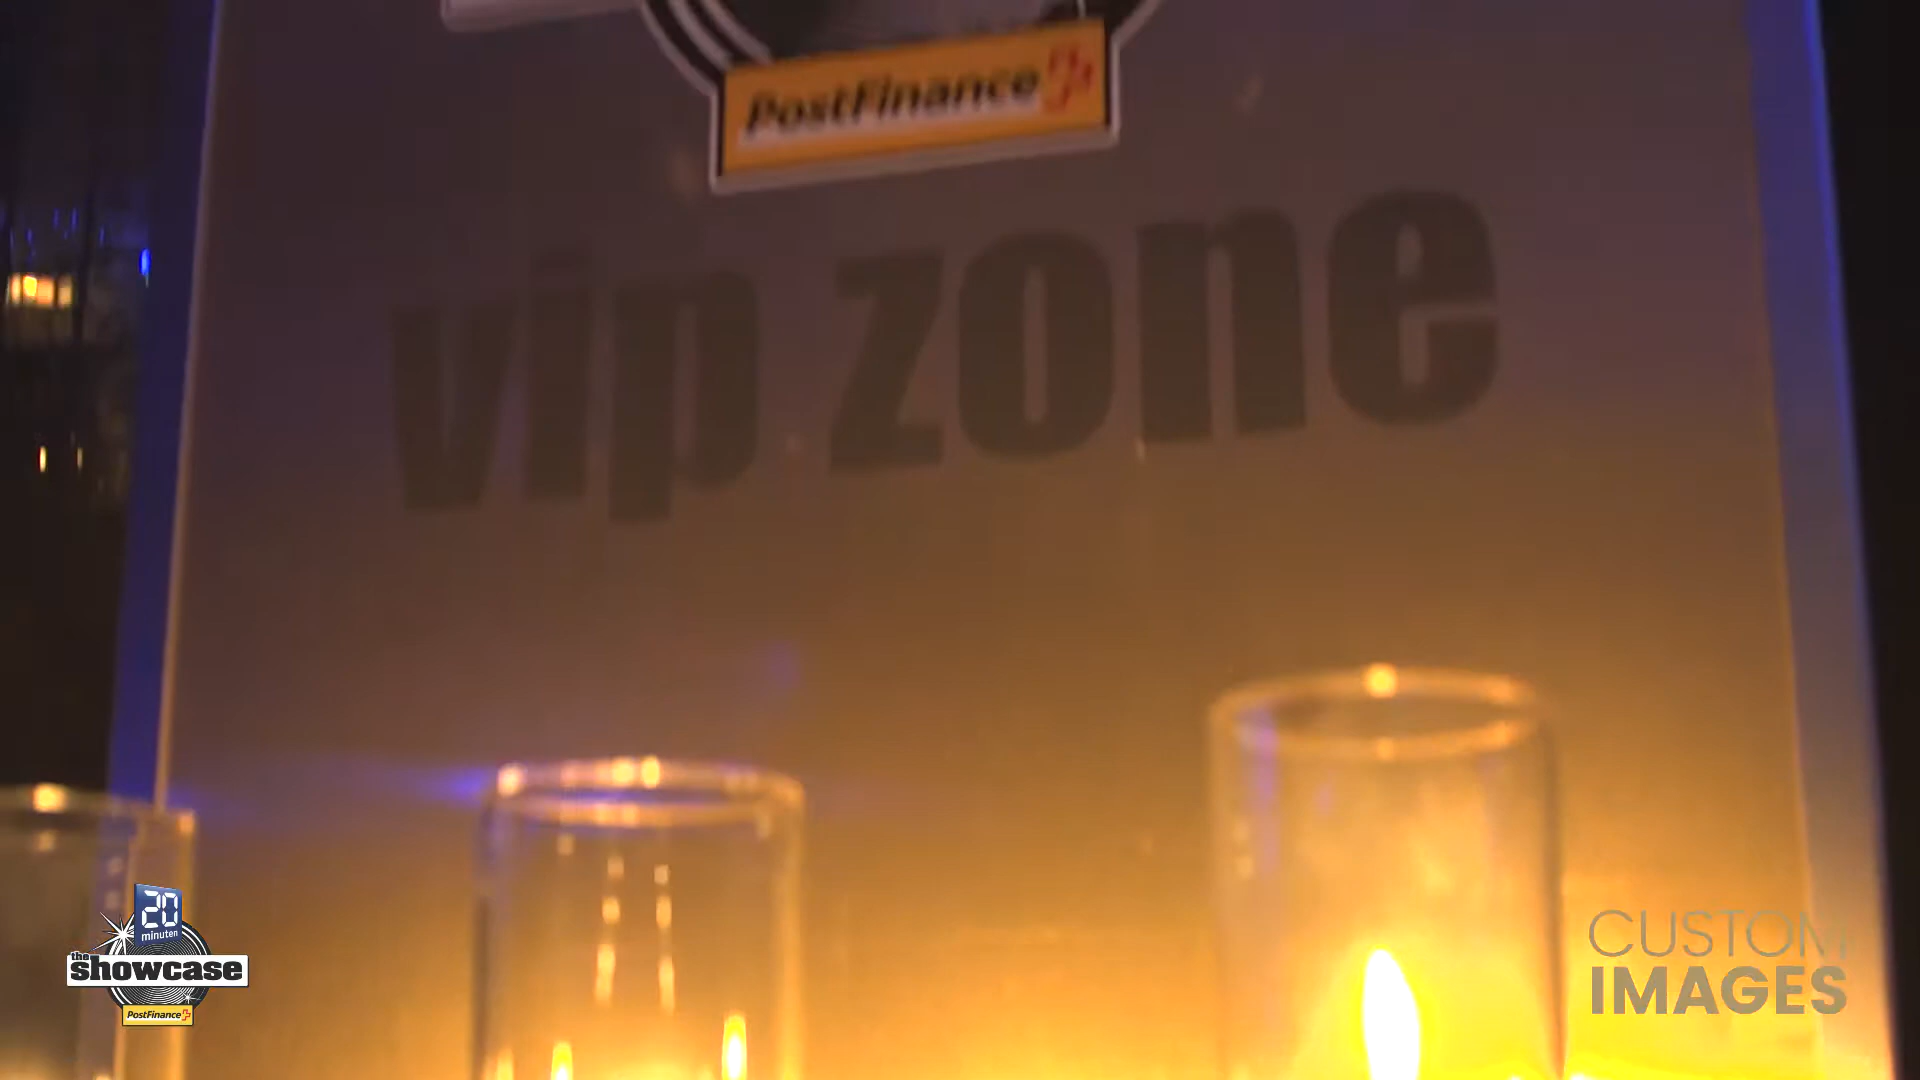 PostFinance
vip zone
20
minuten
the
showcase
PostFinance
CUSTOM
IMAGES